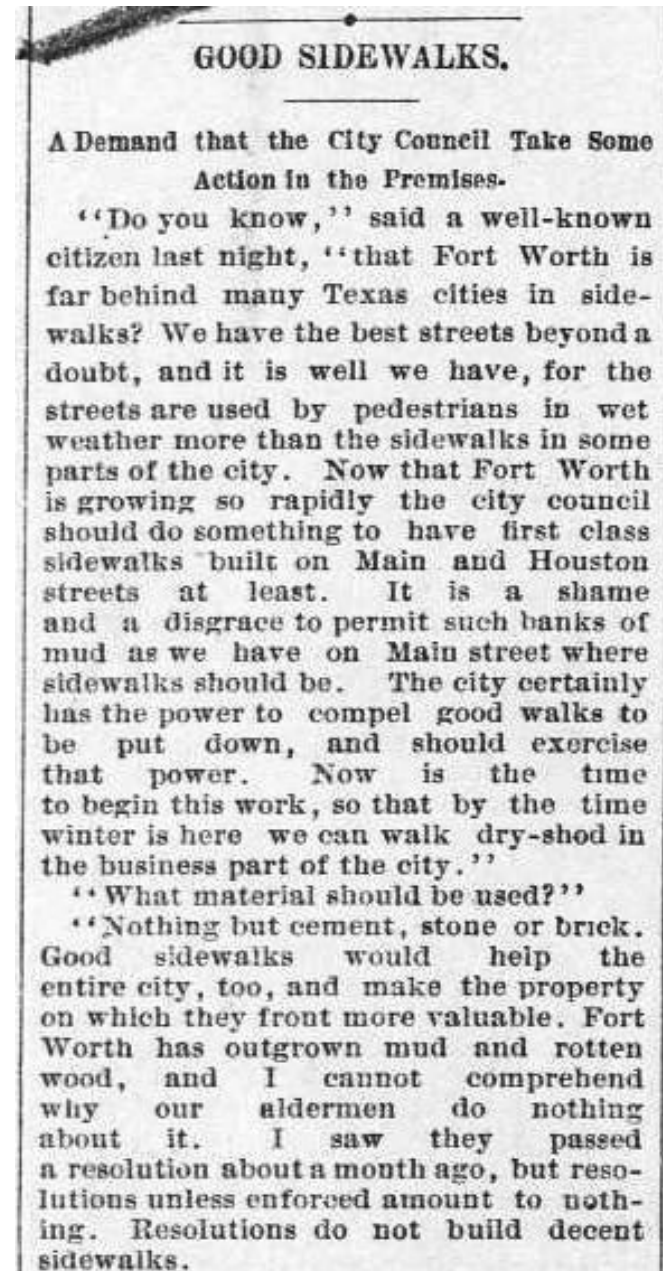 GOOD SIDEWALKS.
A Demand that the City Council Take Some
Action in the Premises.
"Do you know," said a well-known
citizen last night, "that Fort Worth is
far behind many Texas cities in side-
walks? We have the best streets beyond a
doubt, and it is well we have, for the
streets are used by pedestrians in wet
weather more than the sidewalks in some
parts of the city. Now that Fort Worth
is growing so rapidly the city council
should do something to have first class
sidewalks built on Main and Houston
streets at least. It is a shame
and a disgrace to permit such banks of
mud as we have on Main street where
sidewalks should be. The city certainly
has the power to compel good walks to
be put down, and should exercise
that power. Now is the time
to begin this work, so that by the time
winter is here we can walk dry-shod in
the business part of the city."
"What material should be used?"
"Nothing but cement, stone or brick.
Good sidewalks would help the
entire city, too, and make the property
on which they front more valuable. Fort
Worth has outgrown mud and rotten
wood, and I cannot comprehend
why our aldermen do nothing
about it. I saw they passed
a resolution about a month ago, but reso-
lutions unless enforced amount to noth-
ing. Resolutions do not build decent
sidewalks.